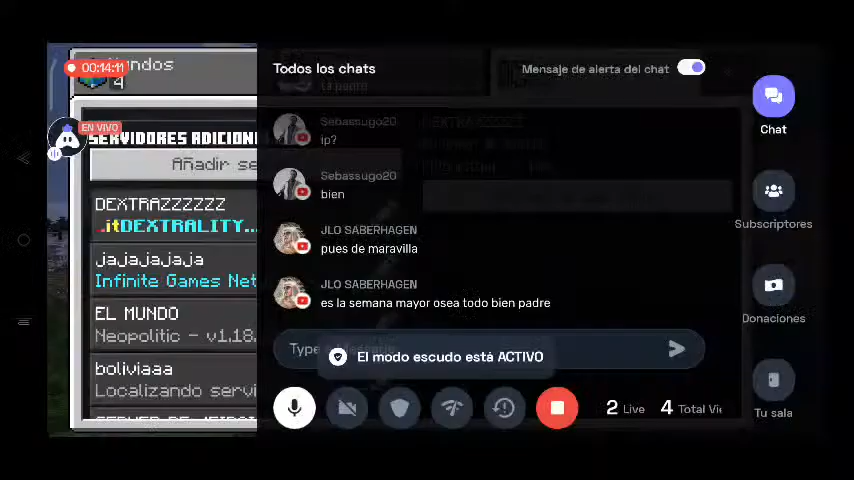 00:14:11
Mundos
4
EN VIVO
SERVIDORES ADICION
Añadir se
DEXTRAZZZZZZ
.itDEXTRALITY...
jajajajaja
Infinite Games Net
EL MUNDO
Neopolitic - v1.18.
boliviaaa
Localizando servi
Todos los chats
Mensaje de alerta del chat
Sebassugo20
ip?
Sebassugo20
bien
JLO SABERHAGEN
pues de maravilla
JLO SABERHAGEN
es la semana mayor osea todo bien padre
Type
El modo escudo está ACTIVO
2 Live
4 Total Vi
Chat
Subscriptores
Donaciones
Tu sala